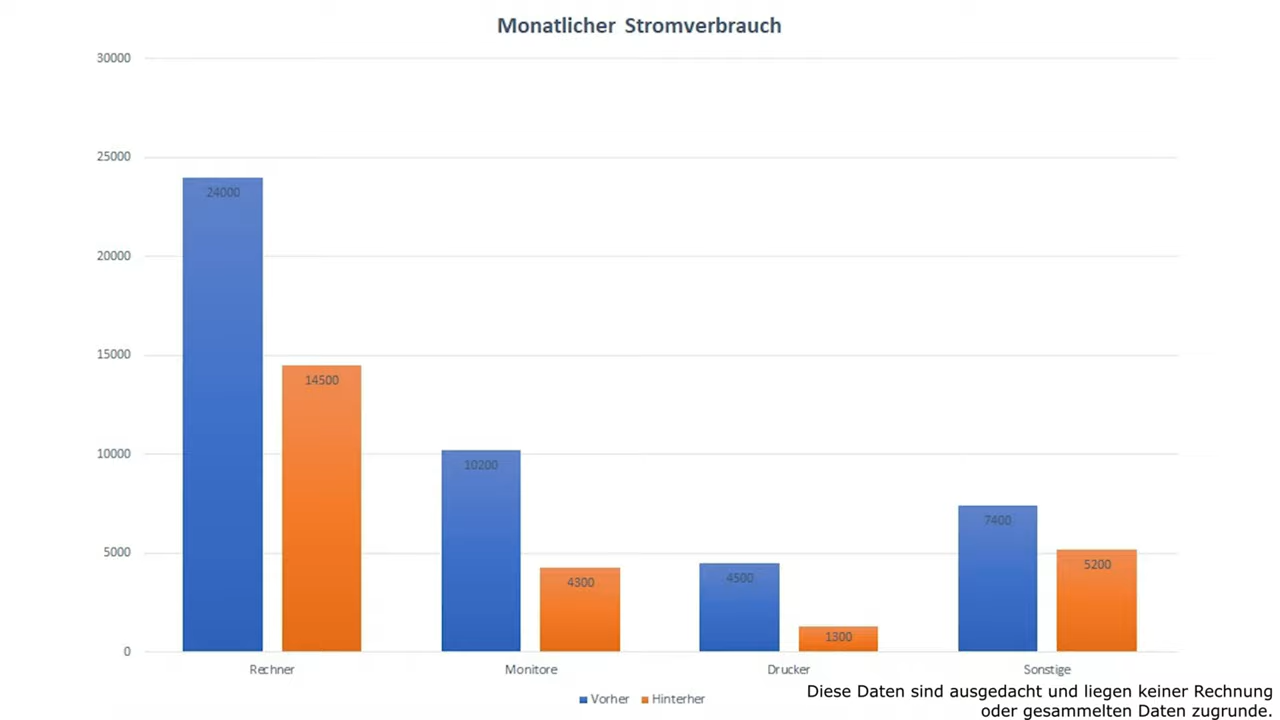 Monatlicher Stromverbrauch
30000
25000
20000
15000
10000
5000
0
24000
14500
10200
4300
4500
1300
7400
5200
Rechner
Monitore
Drucker
Sonstige
Vorher
Hinterher
Diese Daten sind ausgedacht und liegen keiner Rechnung
oder gesammelten Daten zugrunde.